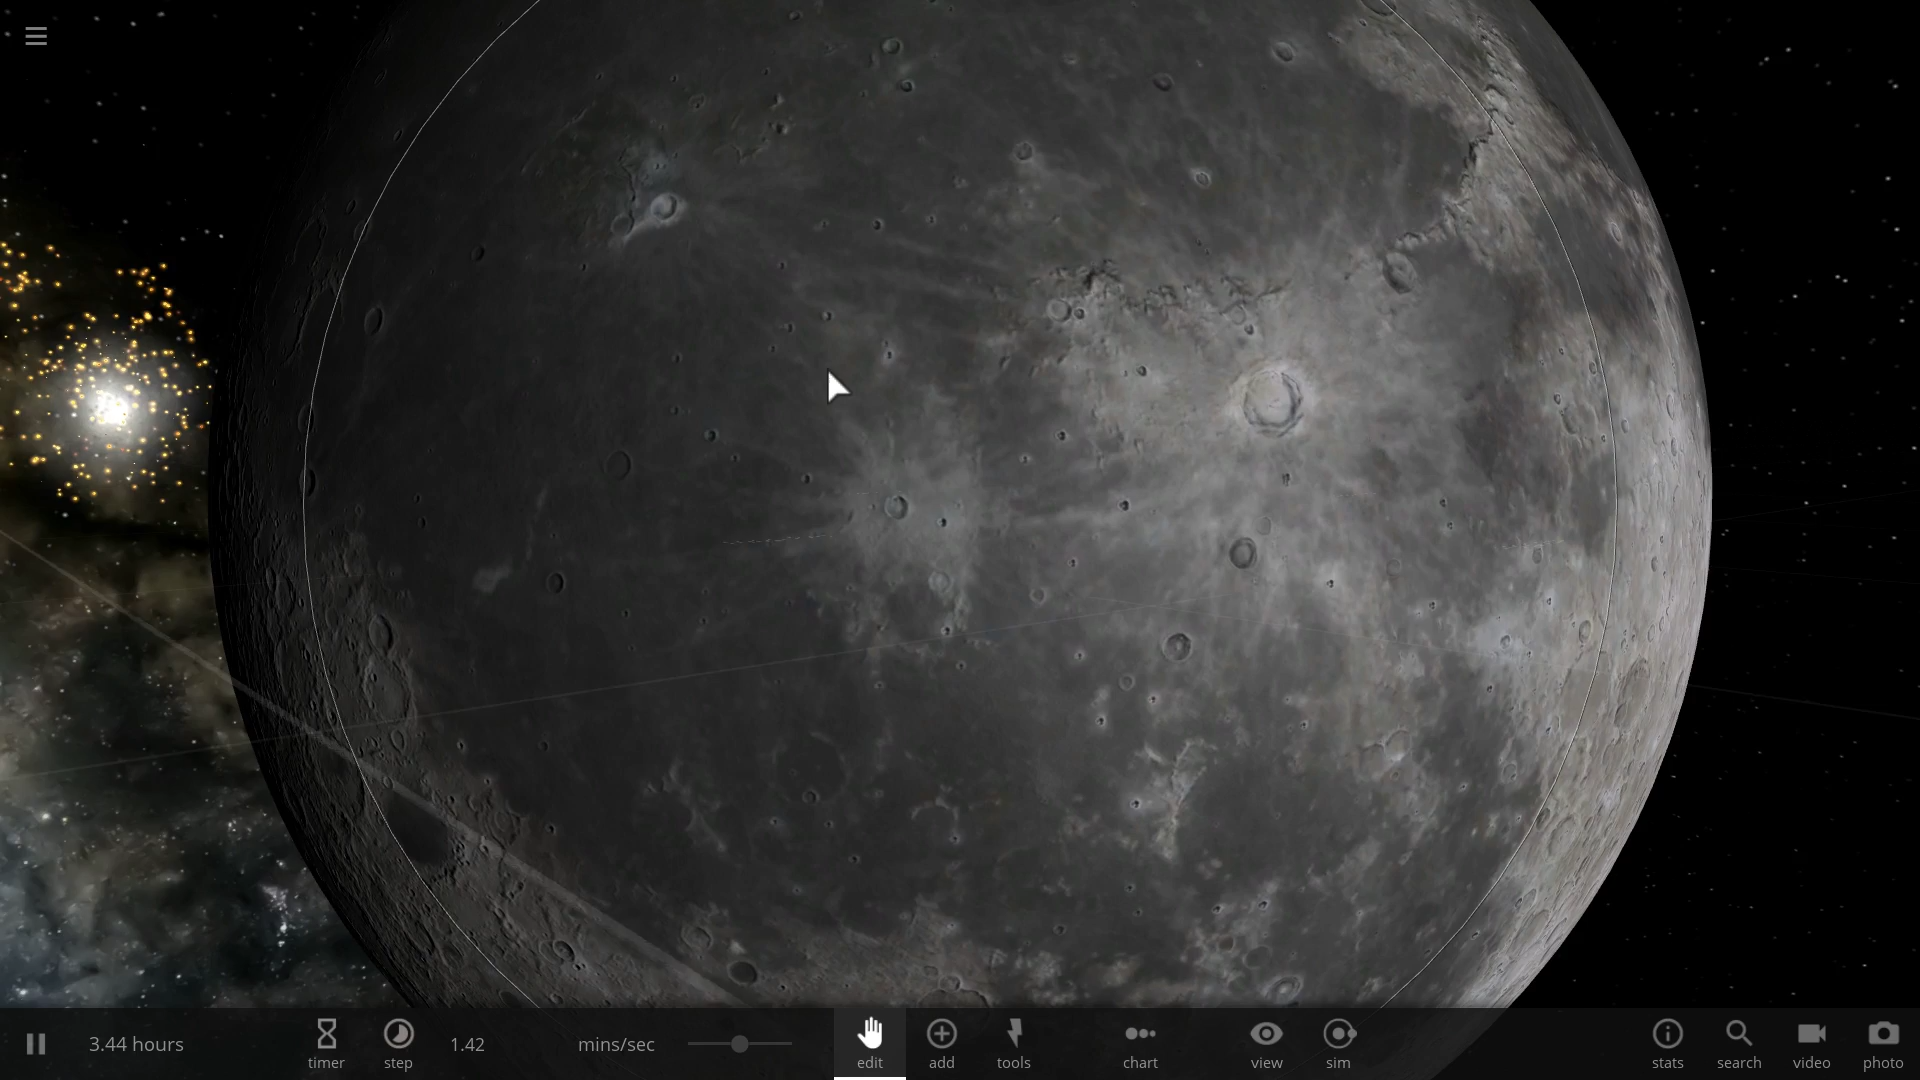 3.44 hours
timer
step
1.42
mins/sec
edit
add
tools
chart
view
sim
stats
search
video
photo